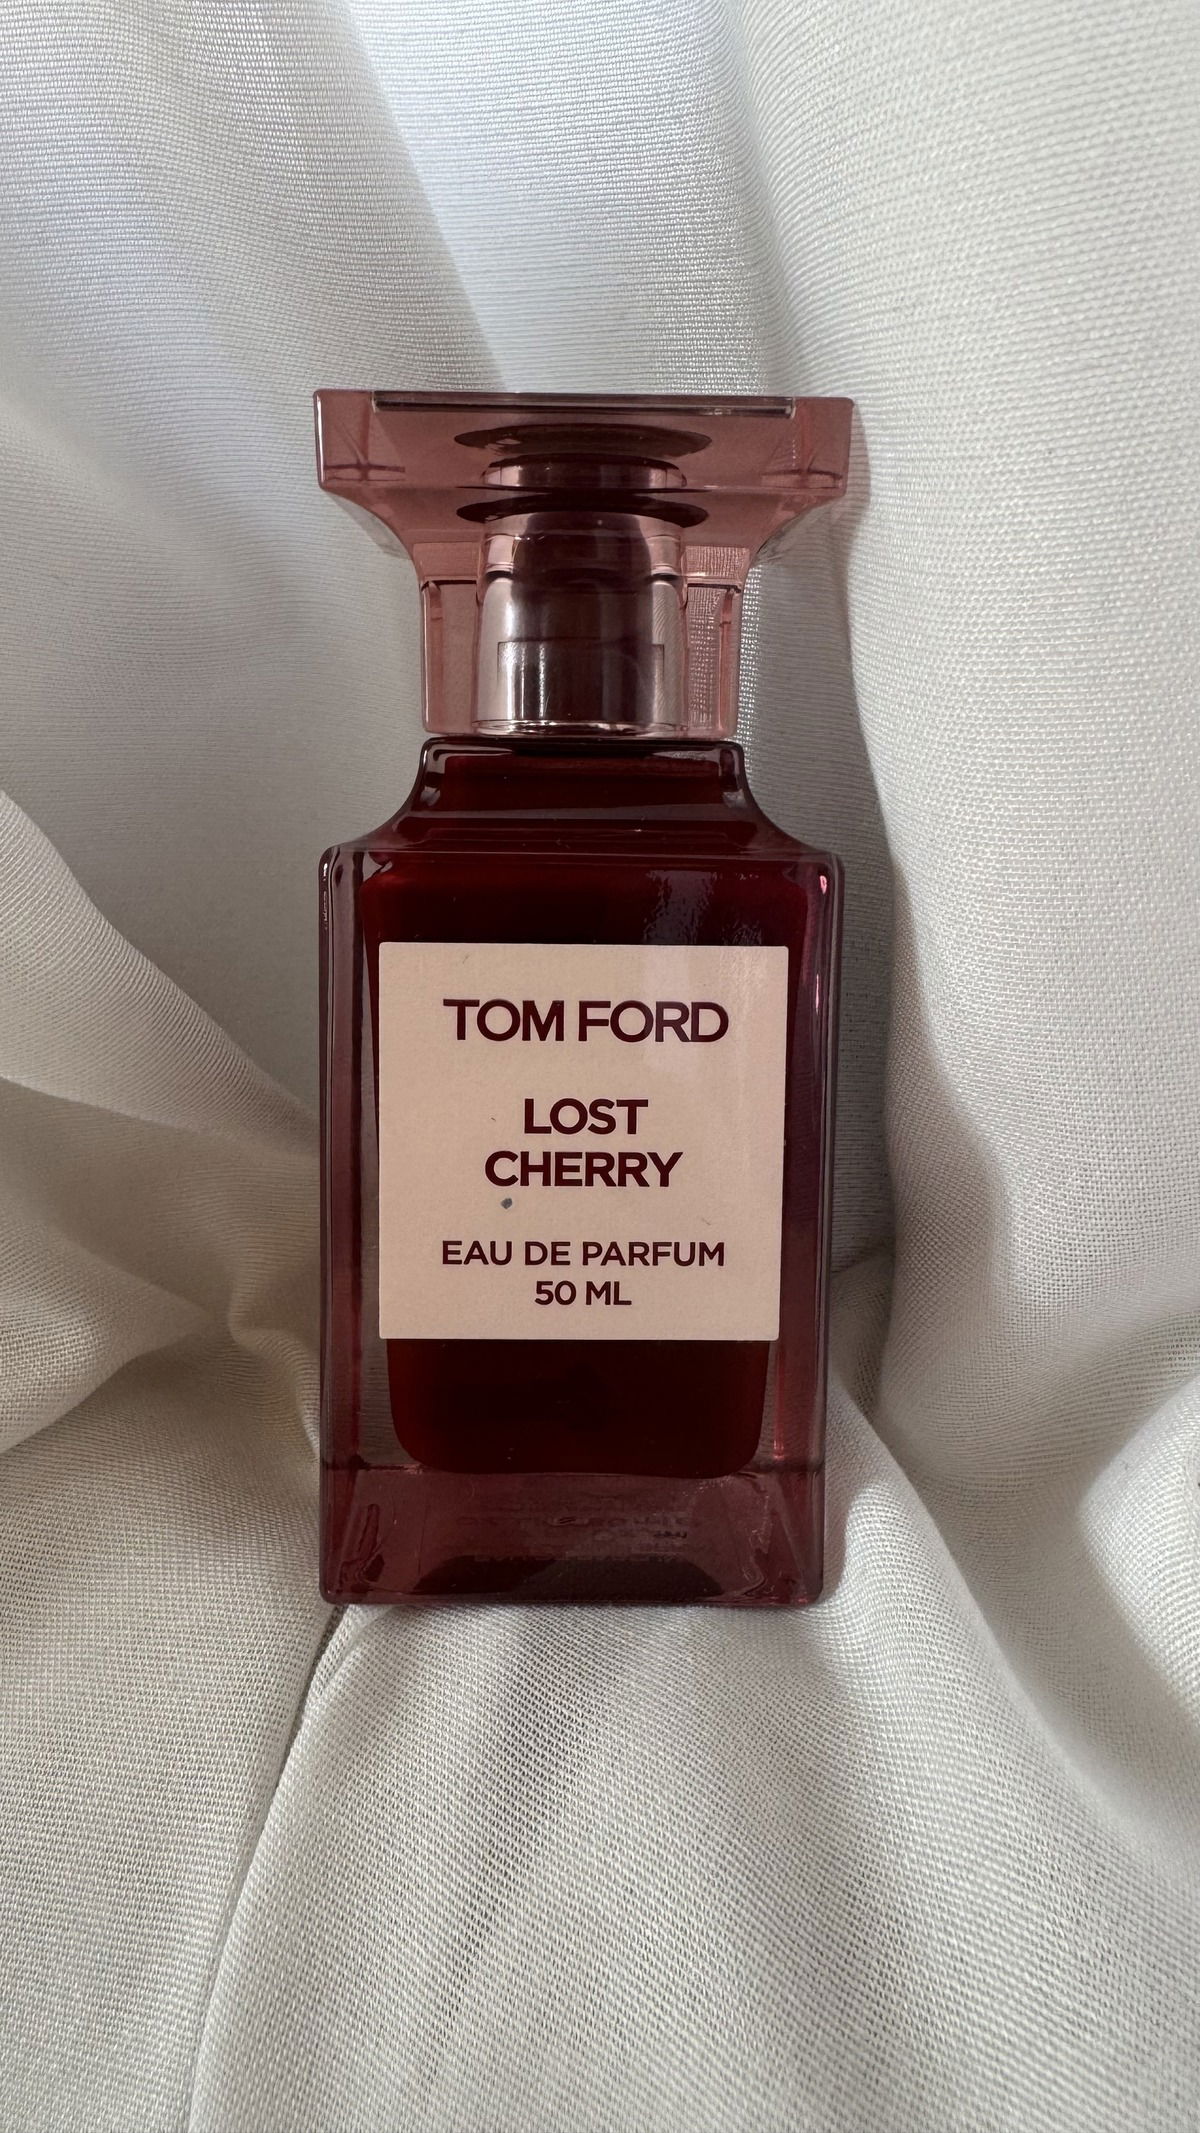 TOM FORD
LOST
CHERRY
EAU DE PARFUM
50 ML